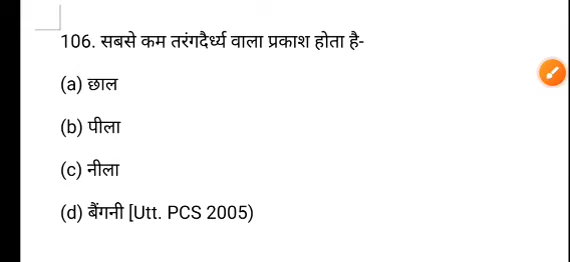 106. सबसे कम तरंगदैर्ध्य वाला प्रकाश होता है-
(a) छाल
(b) पीला
(c) नीला
(d) बैंगनी [Utt. PCS 2005)